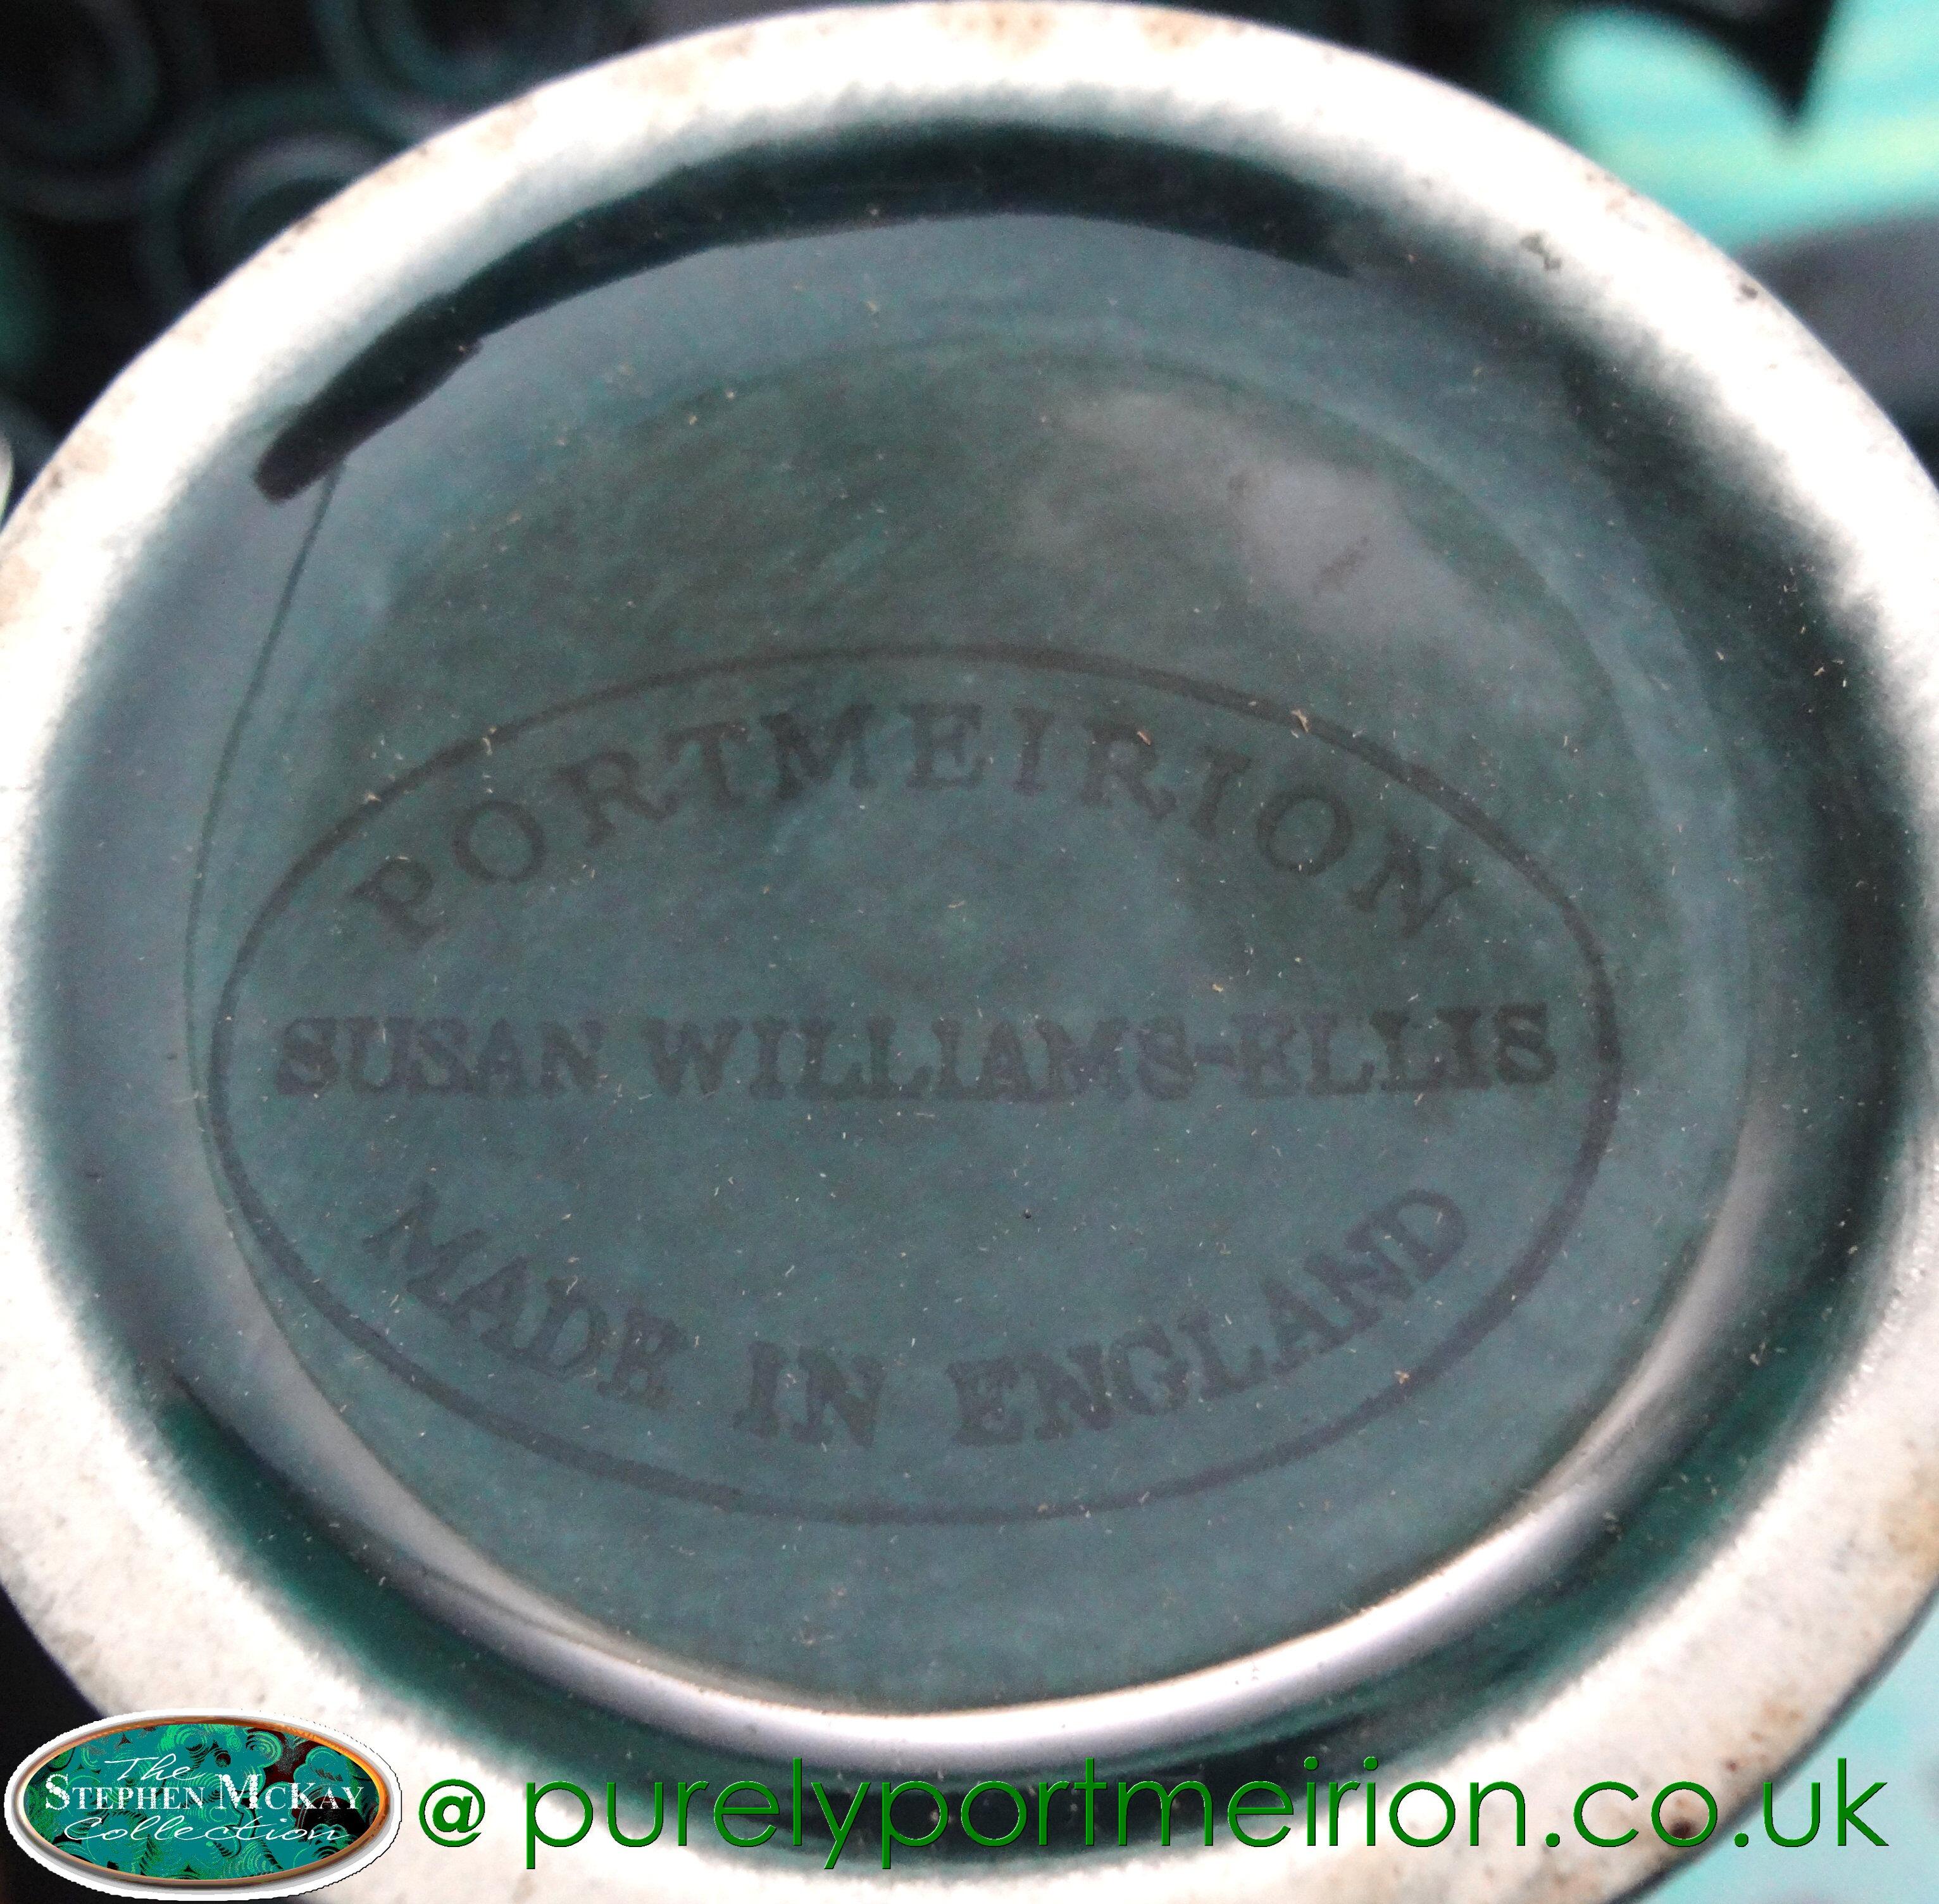 PORTMEIRION
SUSAN WILLIAMS-ELLIS
MADE IN ENGLAND
The
STEPHEN MCKAY
Collection
@ purelyportmeirion.co.uk